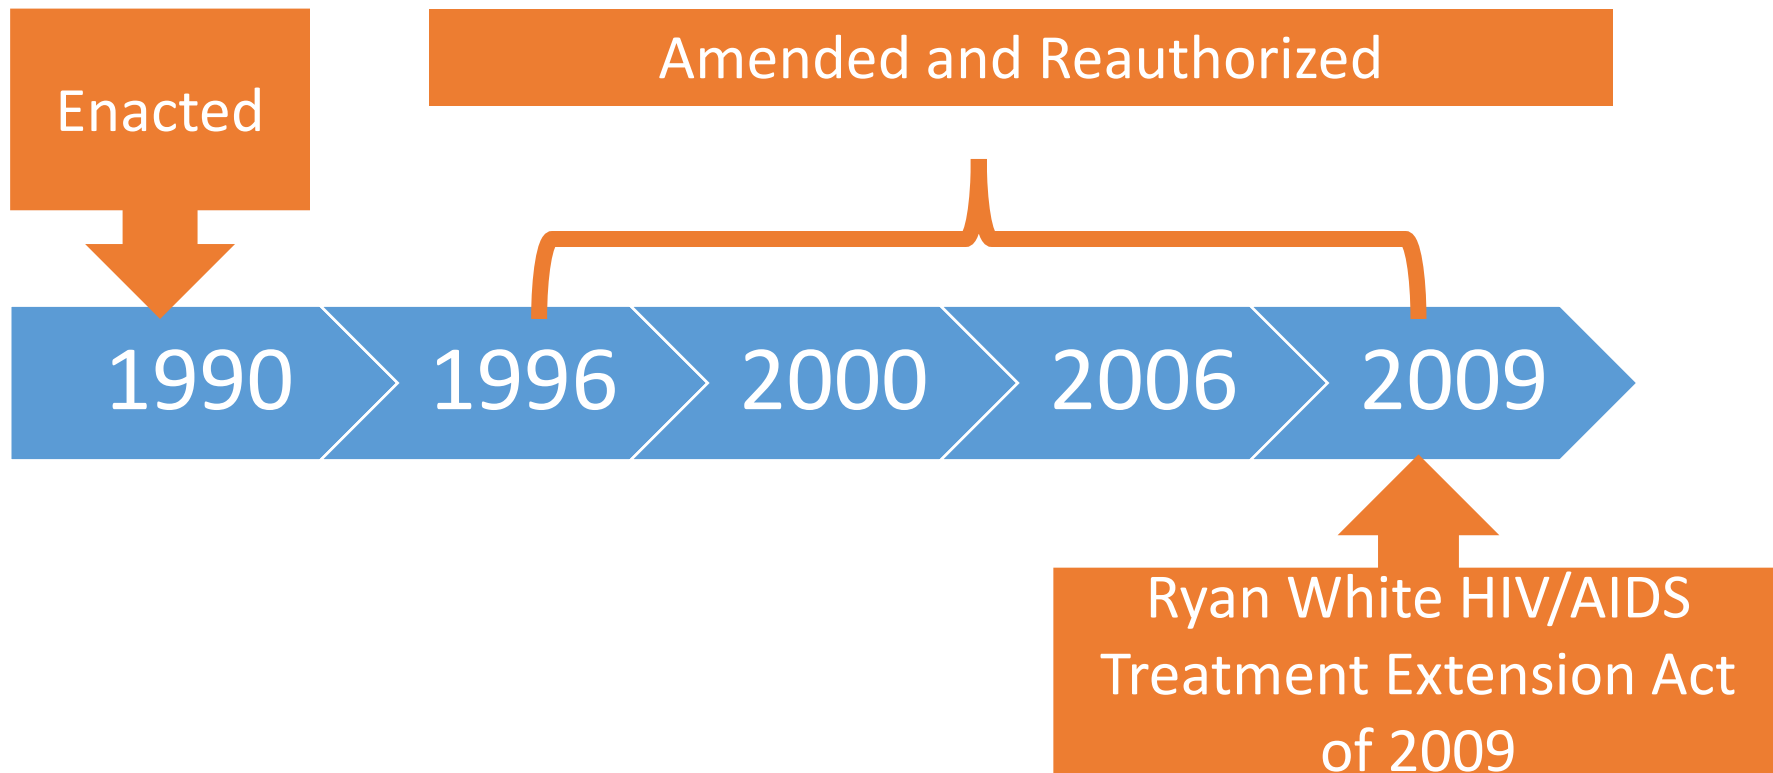 Enacted
Amended and Reauthorized
1990
1996
2000
2006
2009
Ryan White HIV/AIDS
Treatment Extension Act
of 2009